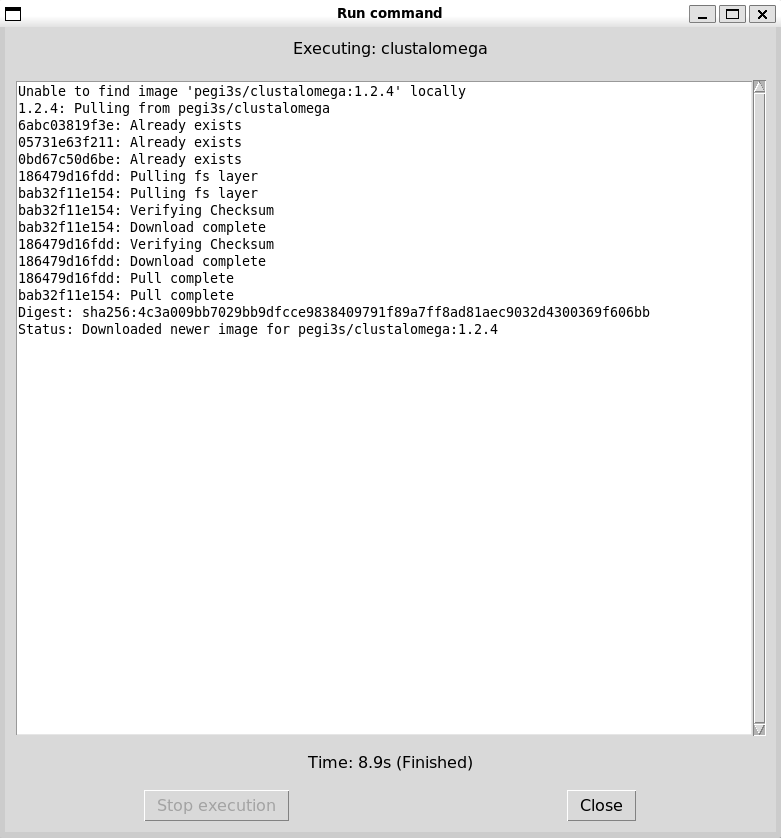 Run command
Executing: clustalomega
Unable to find image 'pegi3s/clustalomega:1.2.4' locally
1.2.4: Pulling from pegi3s/clustalomega
6abc03819f3e: Already exists
05731e63f211: Already exists
0bd67c50d6be: Already exists
186479d16fdd: Pulling fs layer
bab32f11e154: Pulling fs layer
bab32f11e154: Verifying Checksum
bab32f11e154: Download complete
186479d16fdd: Verifying Checksum
186479d16fdd: Download complete
186479d16fdd: Pull complete
bab32f11e154: Pull complete
Digest: sha256:4c3a009bb7029bb9dfcce9838409791f89a7ff8ad81aec9032d4300369f606bb
Status: Downloaded newer image for pegi3s/clustalomega:1.2.4
Time: 8.9s (Finished)
Stop execution
Close